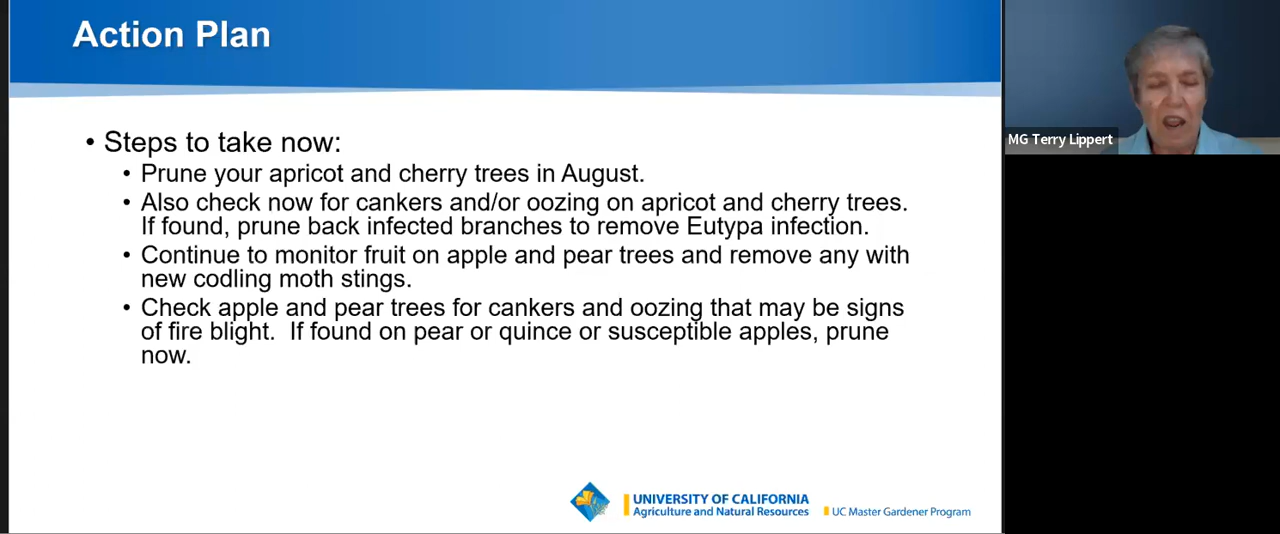 Action Plan
• Steps to take now:
• Prune your apricot and cherry trees in August.
• Also check now for cankers and/or oozing on apricot and cherry trees.
If found, prune back infected branches to remove Eutypa infection.
• Continue to monitor fruit on apple and pear trees and remove any with
new codling moth stings.
• Check apple and pear trees for cankers and oozing that may be signs
of fire blight.  If found on pear or quince or susceptible apples, prune
now.
UNIVERSITY OF CALIFORNIA
Agriculture and Natural Resources
UC Master Gardener Program
MG Terry Lippert